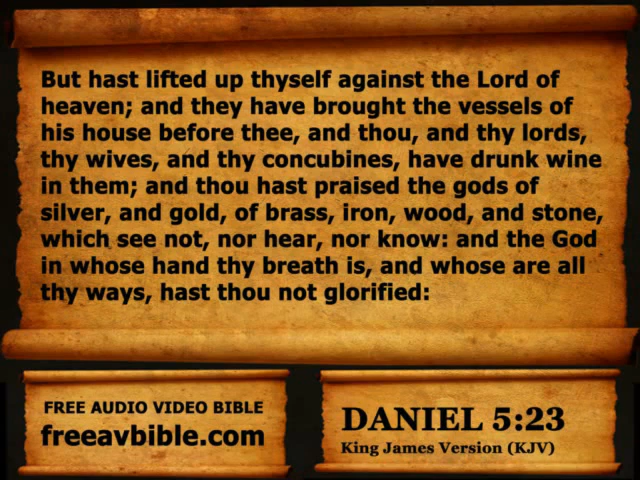 But hast lifted up thyself against the Lord of
heaven; and they have brought the vessels of
his house before thee, and thou, and thy lords,
thy wives, and thy concubines, have drunk wine
in them; and thou hast praised the gods of
silver, and gold, of brass, iron, wood, and stone,
which see not, nor hear, nor know: and the God
in whose hand thy breath is, and whose are all
thy ways, hast thou not glorified:
FREE AUDIO VIDEO BIBLE
freeavbible.com
DANIEL 5:23
King James Version (KJV)